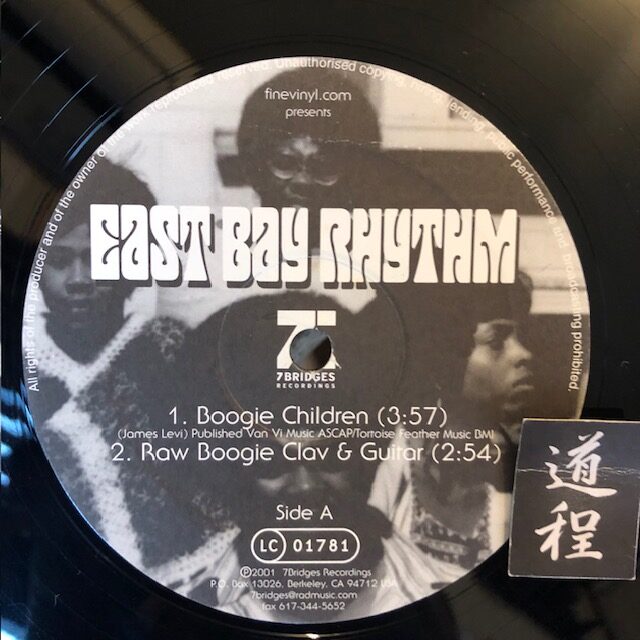 finevinyl.com
presents
EAST BAY RHYTHM
7
7BRIDGES
RECORDINGS
1. Boogie Children (3:57)
(James Levi) Published Van Vi Music ASCAP/Tortoise Feather Music BMI
2. Raw Boogie Clav & Guitar (2:54)
Side A
LC 01781
℗2001 7Bridges Recordings
P.O. Box 13026, Berkeley, CA 94712 USA
7bridges@radmusic.com
fax 617-344-5652
All rights of the producer and of the owner of the work reproduced reserved. Unauthorised copying, hiring, lending, public performance and broadcasting prohibited.
道程